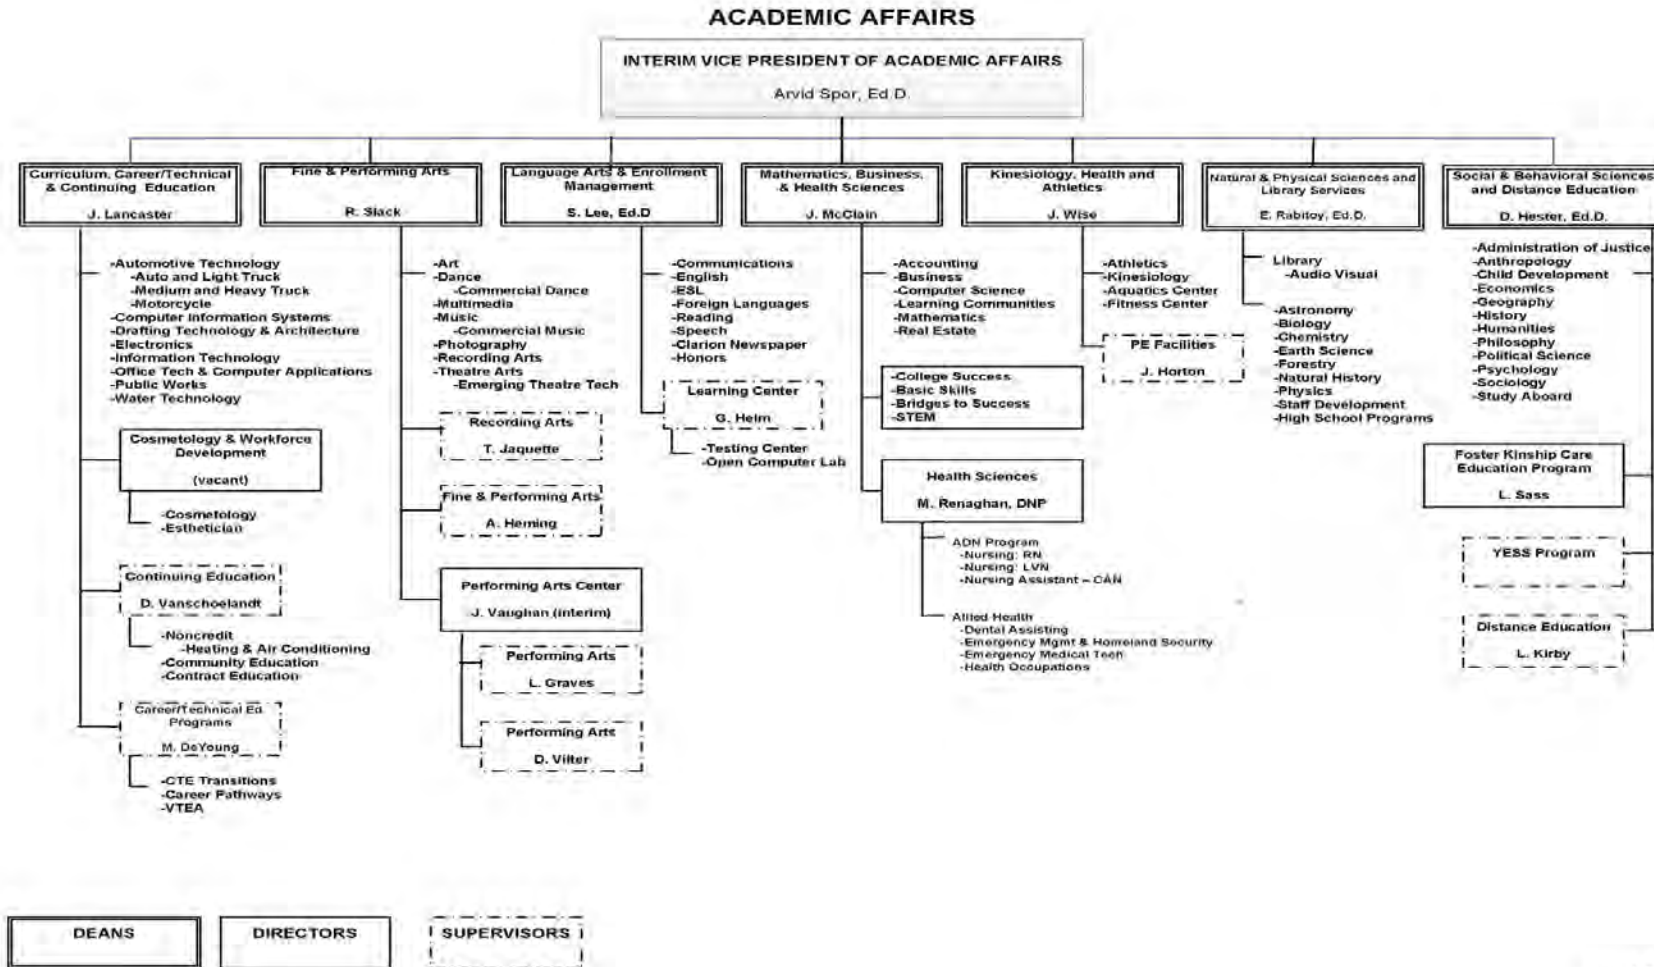 ACADEMIC AFFAIRS
INTERIM VICE PRESIDENT OF ACADEMIC AFFAIRS
Arvid Spor, Ed.D.
Curriculum, Career/Technical
& Continuing Education
J. Lancaster
-Automotive Technology
-Auto and Light Truck
-Medium and Heavy Truck
-Motorcycle
-Computer Information Systems
-Drafting Technology & Architecture
-Electronics
-Information Technology
-Office Tech & Computer Applications
-Public Works
-Water Technology
Cosmetology & Workforce
Development
(vacant)
-Cosmetology
-Esthetician
Continuing Education
D. Vanschoelandt
-Noncredit
-Heating & Air Conditioning
-Community Education
-Contract Education
Career/Technical Ed.
Programs
M. DeYoung
-CTE Transitions
-Career Pathways
-VTEA
Fine & Performing Arts
R. Slack
-Art
-Dance
-Commercial Dance
-Multimedia
-Music
-Commercial Music
-Photography
-Recording Arts
-Theatre Arts
-Emerging Theatre Tech
Recording Arts
T. Jaquette
Fine & Performing Arts
A. Heming
Performing Arts Center
J. Vaughan (interim)
Performing Arts
L. Graves
Performing Arts
D. Vilter
Language Arts & Enrollment
Management
S. Lee, Ed.D
-Communications
-English
-ESL
-Foreign Languages
-Reading
-Speech
-Clarion Newspaper
-Honors
Learning Center
G. Heim
-Testing Center
-Open Computer Lab
Mathematics, Business,
& Health Sciences
J. McClain
-Accounting
-Business
-Computer Science
-Learning Communities
-Mathematics
-Real Estate
-College Success
-Basic Skills
-Bridges to Success
-STEM
Health Sciences
M. Renaghan, DNP
ADN Program
-Nursing: RN
-Nursing: LVN
-Nursing Assistant – CAN
Allied Health
-Dental Assisting
-Emergency Mgmt & Homeland Security
-Emergency Medical Tech
-Health Occupations
Kinesiology, Health and
Athletics
J. Wise
-Athletics
-Kinesiology
-Aquatics Center
-Fitness Center
PE Facilities
J. Horton
Natural & Physical Sciences and
Library Services
E. Rabitoy, Ed.D.
Library
-Audio Visual
-Astronomy
-Biology
-Chemistry
-Earth Science
-Forestry
-Natural History
-Physics
-Staff Development
-High School Programs
Social & Behavioral Sciences
and Distance Education
D. Hester, Ed.D.
-Administration of Justice
-Anthropology
-Child Development
-Economics
-Geography
-History
-Humanities
-Philosophy
-Political Science
-Psychology
-Sociology
-Study Aboard
Foster Kinship Care
Education Program
L. Sass
YESS Program
Distance Education
L. Kirby
DEANS
DIRECTORS
SUPERVISORS